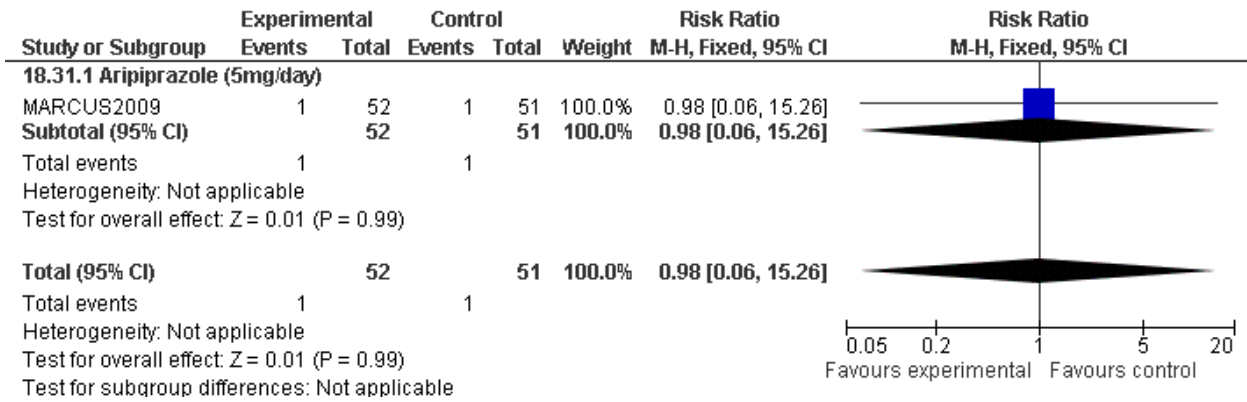 Experimental Control Risk Ratio Risk Ratio
Study or Subgroup Events Total Events Total Weight M-H, Fixed, 95% CI M-H, Fixed, 95% CI
18.31.1 Aripiprazole (5mg/day)
MARCUS2009 1 52 1 51 100.0% 0.98 [0.06, 15.26]
Subtotal (95% CI) 52 51 100.0% 0.98 [0.06, 15.26]
Total events 1 1
Heterogeneity: Not applicable
Test for overall effect: Z = 0.01 (P = 0.99)
Total (95% CI) 52 51 100.0% 0.98 [0.06, 15.26]
Total events 1 1
Heterogeneity: Not applicable
Test for overall effect: Z = 0.01 (P = 0.99)
Test for subgroup differences: Not applicable
0.05 0.2 1 5 20
Favours experimental Favours control